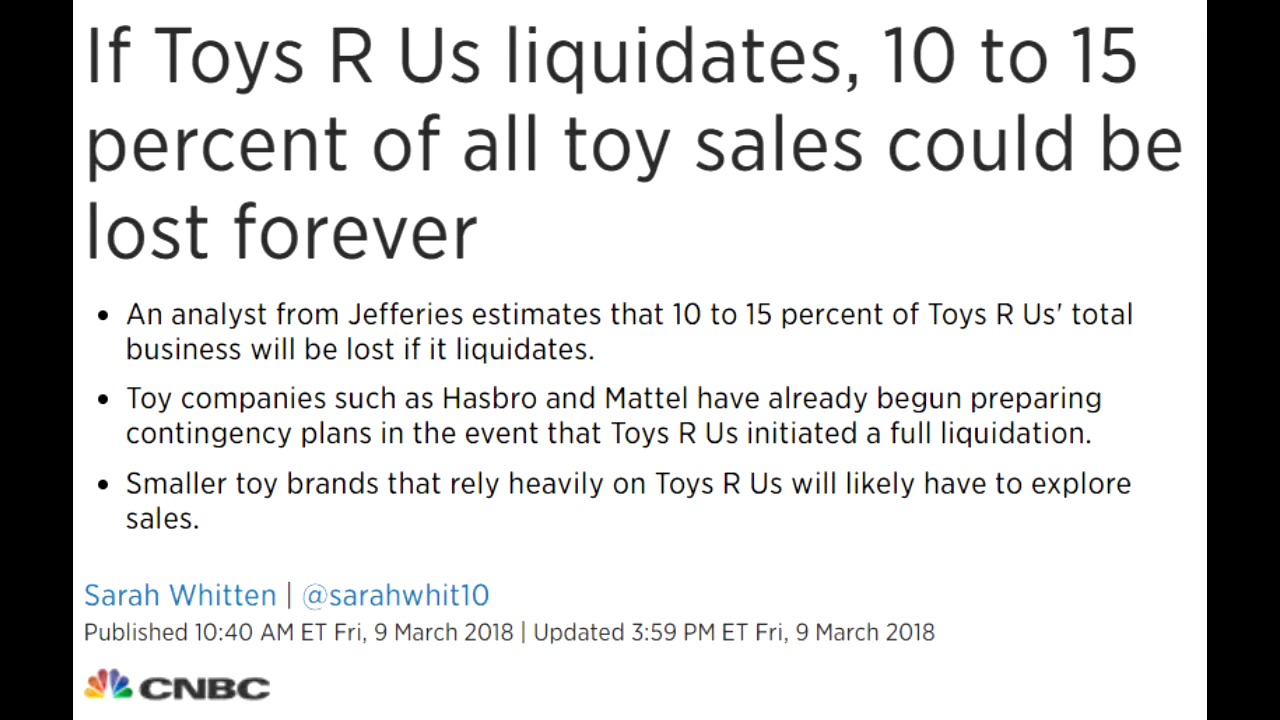 If Toys R Us liquidates, 10 to 15
percent of all toy sales could be
lost forever
• An analyst from Jefferies estimates that 10 to 15 percent of Toys R Us' total
business will be lost if it liquidates.
• Toy companies such as Hasbro and Mattel have already begun preparing
contingency plans in the event that Toys R Us initiated a full liquidation.
• Smaller toy brands that rely heavily on Toys R Us will likely have to explore
sales.
Sarah Whitten | @sarahwhit10
Published 10:40 AM ET Fri, 9 March 2018 | Updated 3:59 PM ET Fri, 9 March 2018
CNBC